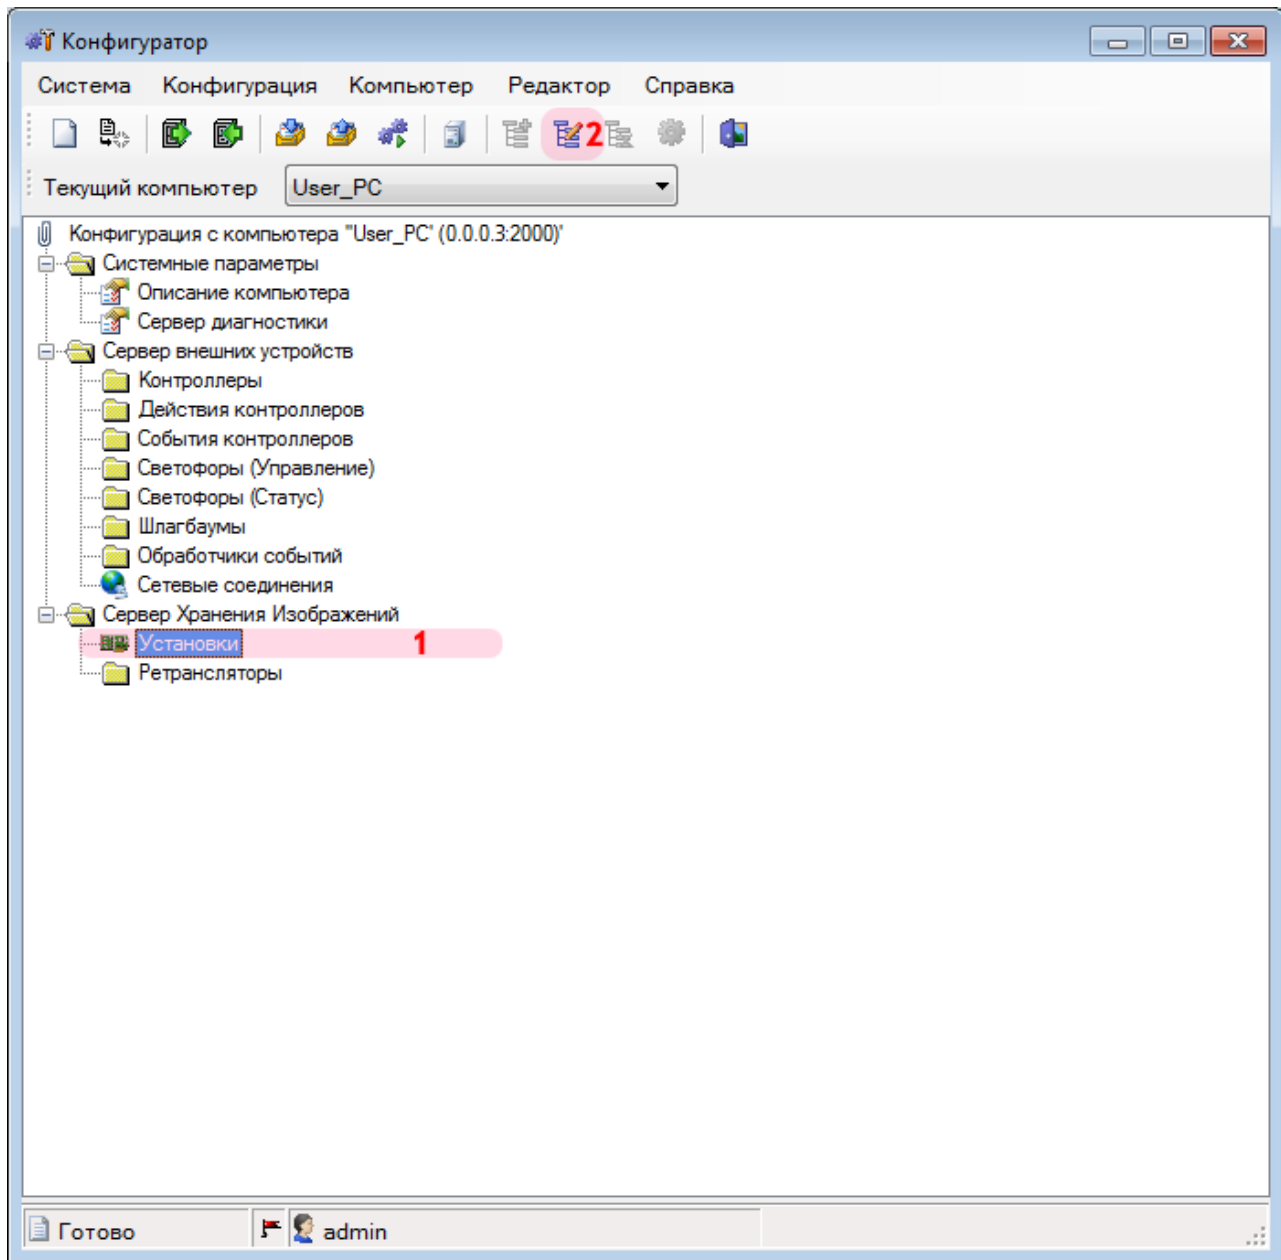 Конфигуратор
Система Конфигурация Компьютер Редактор Справка
2
Текущий компьютер User_PC
Конфигурация с компьютера "User_PC" (0.0.0.3:2000)'
Системные параметры
Описание компьютера
Сервер диагностики
Сервер внешних устройств
Контроллеры
Действия контроллеров
События контроллеров
Светофоры (Управление)
Светофоры (Статус)
Шлагбаумы
Обработчики событий
Сетевые соединения
Сервер Хранения Изображений
Установки 1
Ретрансляторы
Готово admin